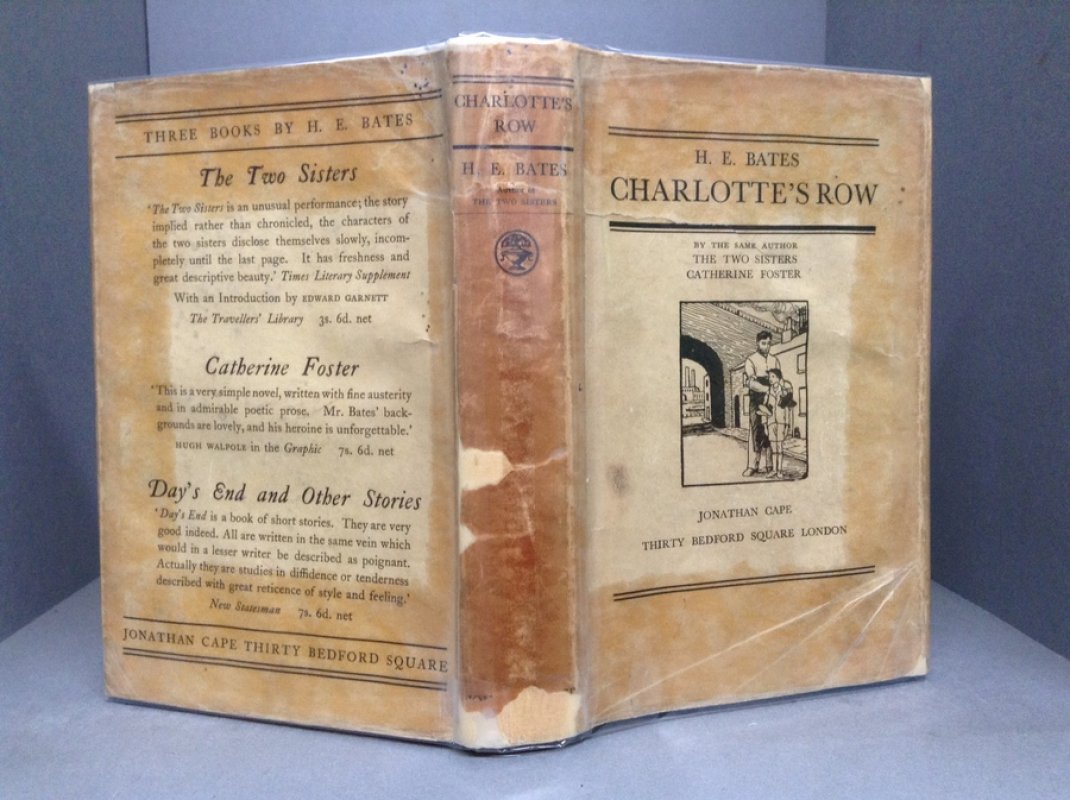 THREE BOOKS BY H. E. BATES
The Two Sisters
'The Two Sisters is an unusual performance; the story
implied rather than chronicled, the characters of
the two sisters disclose themselves slowly, incom-
pletely until the last page. It has freshness and
great descriptive beauty.' Times Literary Supplement
With an Introduction by EDWARD GARNETT
The Travellers' Library 3s. 6d. net
Catherine Foster
'This is a very simple novel, written with fine austerity
and in admirable poetic prose. Mr. Bates' back-
grounds are lovely, and his heroine is unforgettable.'
HUGH WALPOLE in the Graphic 7s. 6d. net
Day's End and Other Stories
'Day's End is a book of short stories. They are very
good indeed. All are written in the same vein which
would in a lesser writer be described as poignant.
Actually they are studies in diffidence or tenderness
described with great reticence of style and feeling.'
New Statesman 7s. 6d. net
JONATHAN CAPE THIRTY BEDFORD SQUARE
CHARLOTTE'S
ROW
H. E. BATES
Author of
THE TWO SISTERS
H. E. BATES
CHARLOTTE'S ROW
BY THE SAME AUTHOR
THE TWO SISTERS
CATHERINE FOSTER
JONATHAN CAPE
THIRTY BEDFORD SQUARE LONDON